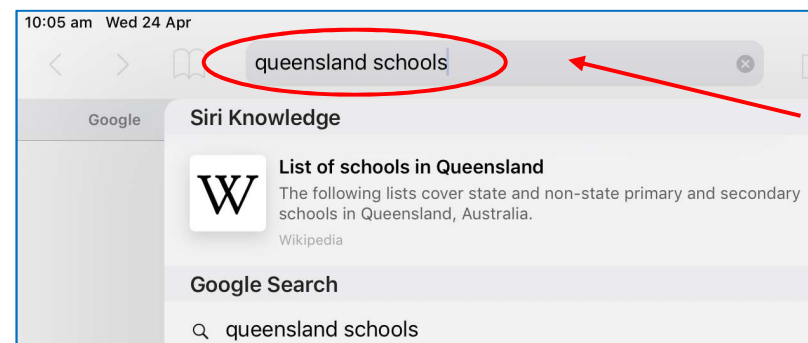 10:05 am Wed 24 Apr
queensland schools
Google
Siri Knowledge
W
List of schools in Queensland
The following lists cover state and non-state primary and secondary
schools in Queensland, Australia.
Wikipedia
Google Search
queensland schools